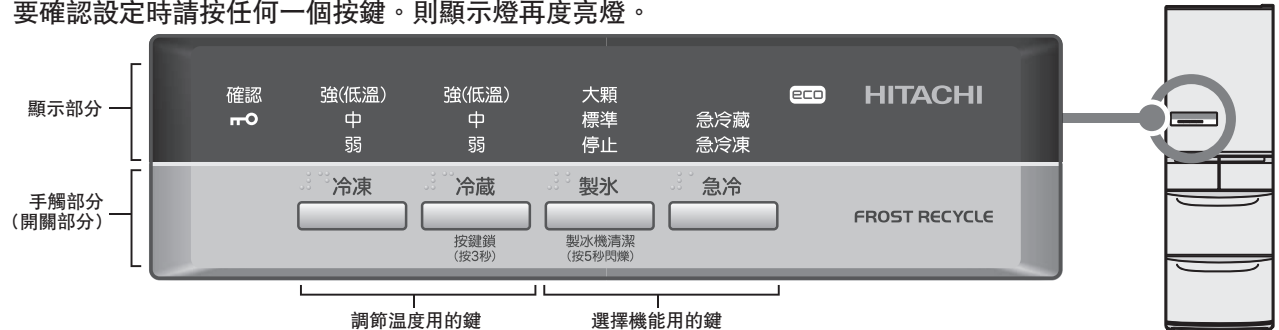 要確認設定時請按任何一個按鍵。則顯示燈再度亮燈。
顯示部分
確認 強(低溫) 強(低溫) 大顆 eco HITACHI
中 中 標準 急冷藏
弱 弱 停止 急冷凍
手觸部分
(開關部分)
冷凍 冷蔵 製氷 急冷
FROST RECYCLE
按鍵鎖 製冰機清潔
(按3秒) (按5秒閃爍)
調節温度用的鍵 選擇機能用的鍵